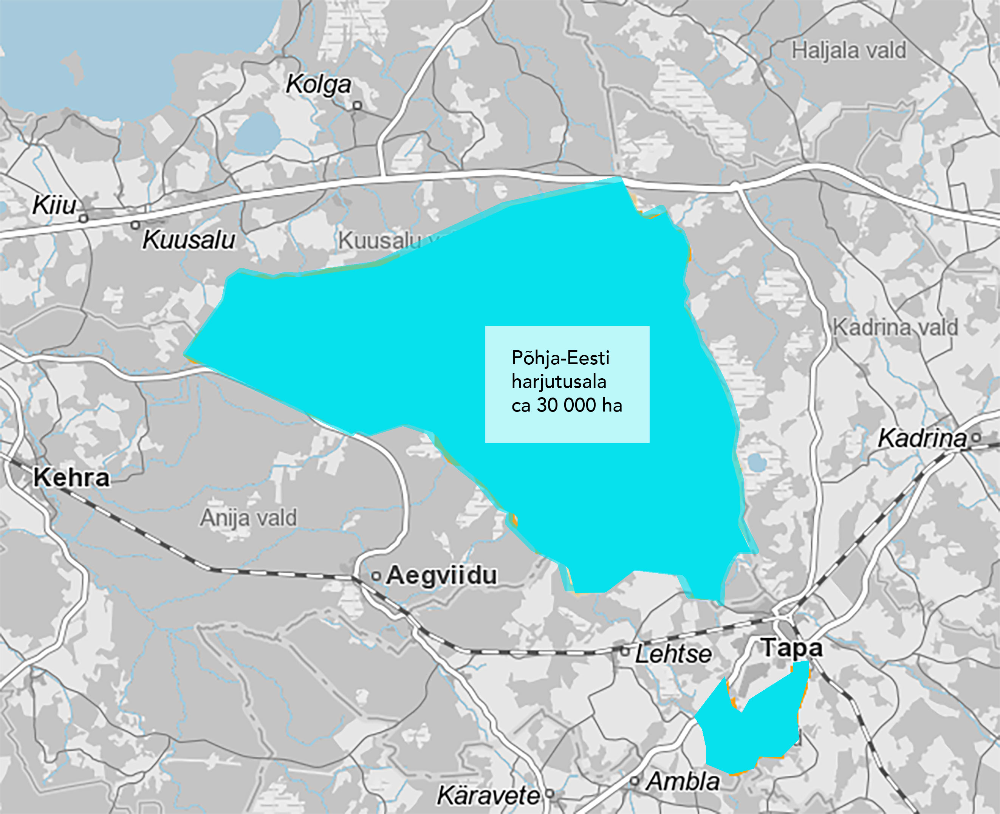 Haljala vald
Kolga
Kiiu
Kuusalu
Kuusalu
Kadrina vald
Põhja-Eesti
harjutusala
ca 30 000 ha
Kadrina
Kehra
Anija vald
Aegviidu
Lehtse
Tapa
Ambla
Käravete